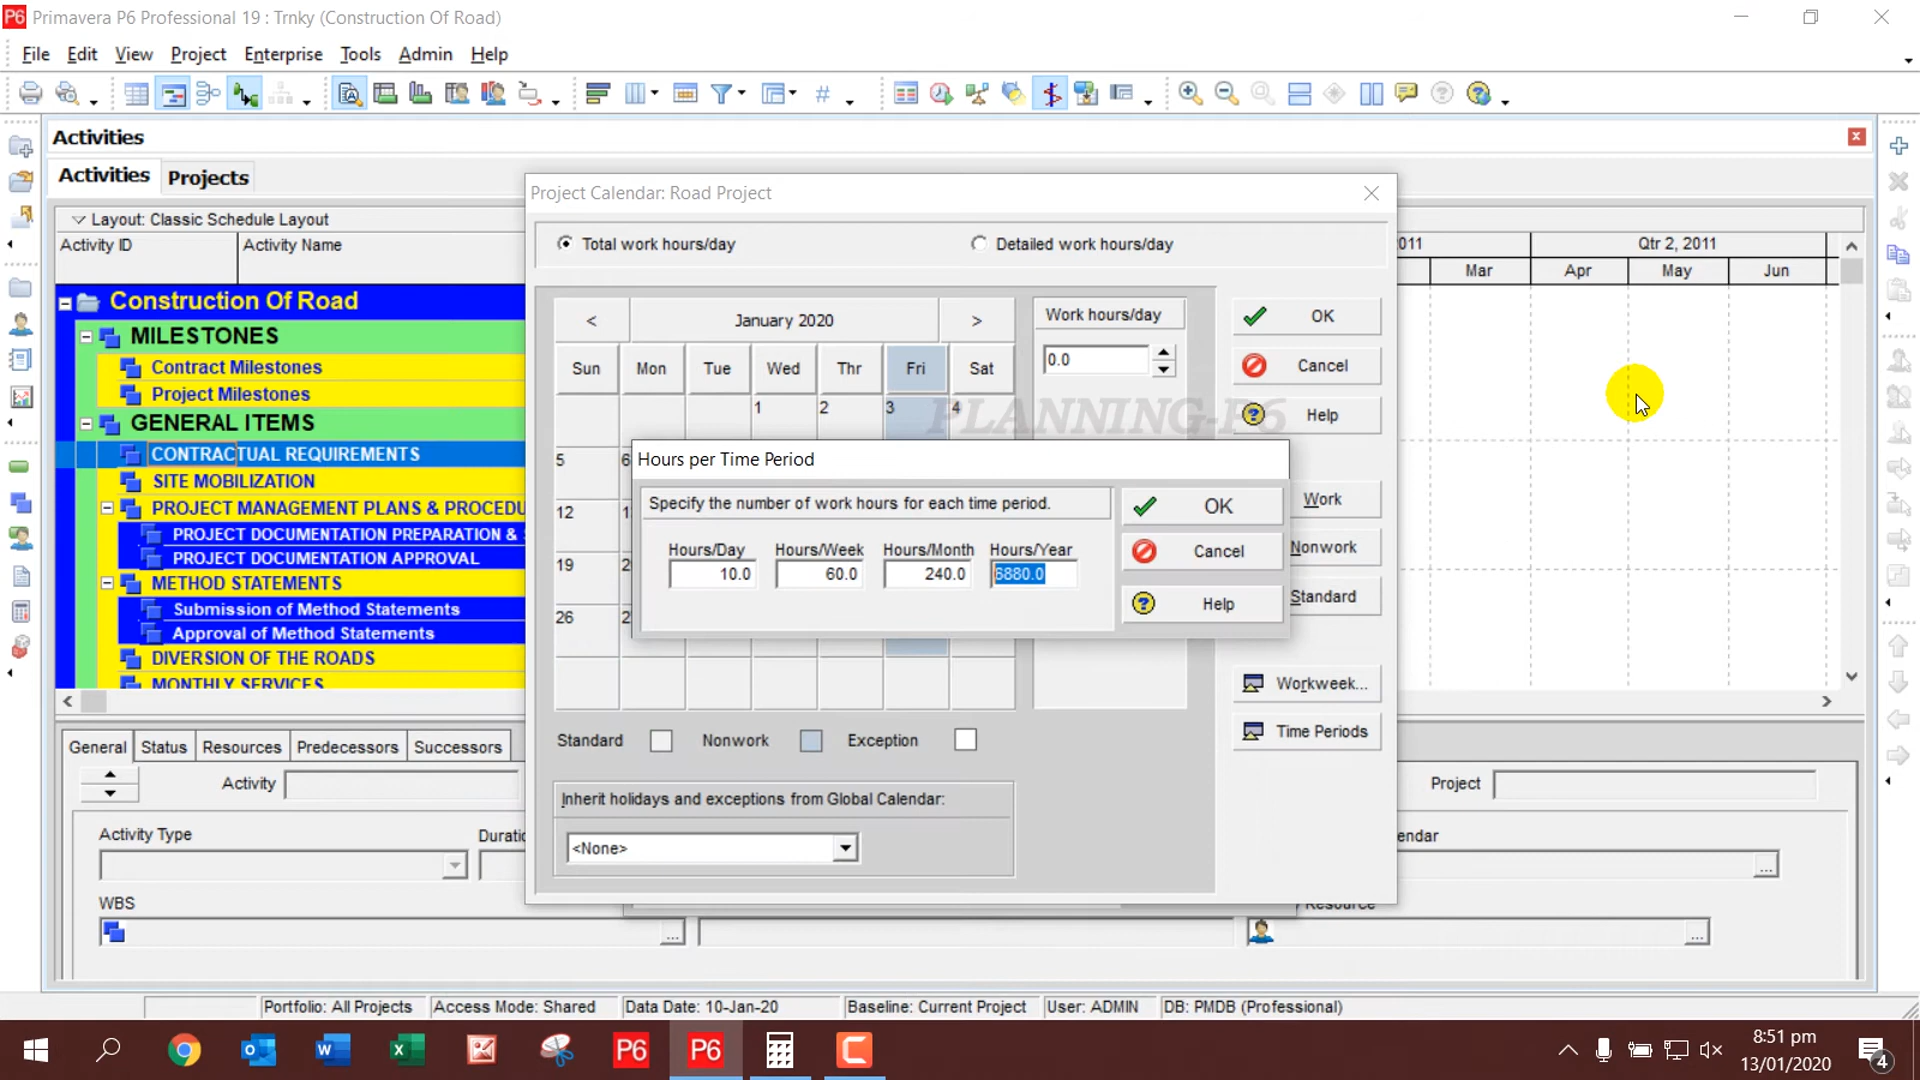 Primavera P6 Professional 19 : Trnky (Construction Of Road)
File Edit View Project Enterprise Tools Admin Help
Activities
Activities Projects
Layout: Classic Schedule Layout
Activity ID Activity Name
Construction Of Road
MILESTONES
Contract Milestones
Project Milestones
GENERAL ITEMS
CONTRACTUAL REQUIREMENTS
SITE MOBILIZATION
PROJECT MANAGEMENT PLANS & PROCEDU
PROJECT DOCUMENTATION PREPARATION &
PROJECT DOCUMENTATION APPROVAL
METHOD STATEMENTS
Submission of Method Statements
Approval of Method Statements
DIVERSION OF THE ROADS
MONTHLY SERVICES
011 Qtr 2, 2011
Mar Apr May Jun
Project Calendar: Road Project
Total work hours/day Detailed work hours/day
< January 2020 >
Sun Mon Tue Wed Thr Fri Sat
1 2 3 4
5 6
12
19
26
Work hours/day
0.0
OK
Cancel
Help
Work
Nonwork
Standard
Workweek...
Time Periods
PLANNING-P6
Hours per Time Period
Specify the number of work hours for each time period.
Hours/Day Hours/Week Hours/Month Hours/Year
10.0 60.0 240.0 6880.0
OK
Cancel
Help
Standard Nonwork Exception
Inherit holidays and exceptions from Global Calendar:
<None>
General Status Resources Predecessors Successors
Activity Project
Activity Type Duratio endar
WBS Resource
Portfolio: All Projects Access Mode: Shared Data Date: 10-Jan-20 Baseline: Current Project User: ADMIN DB: PMDB (Professional)
8:51 pm
13/01/2020
4